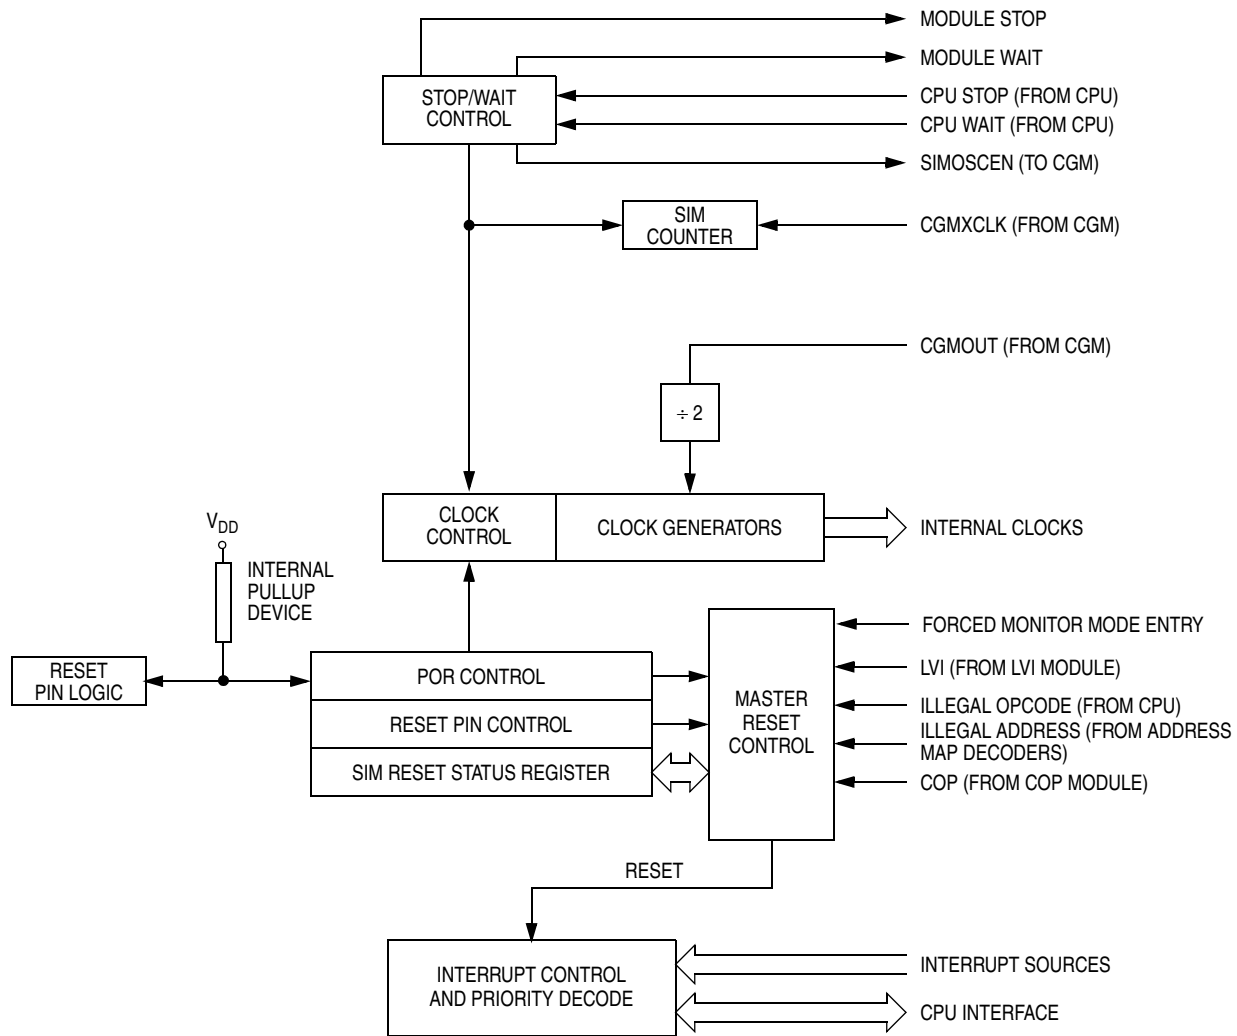 MODULE STOP
MODULE WAIT
STOP/WAIT
CONTROL
CPU STOP (FROM CPU)
CPU WAIT (FROM CPU)
SIMOSCEN (TO CGM)
SIM
COUNTER
CGMXCLK (FROM CGM)
CGMOUT (FROM CGM)
÷ 2
CLOCK
CONTROL
CLOCK GENERATORS
INTERNAL CLOCKS
VDD
INTERNAL
PULLUP
DEVICE
RESET
PIN LOGIC
POR CONTROL
RESET PIN CONTROL
SIM RESET STATUS REGISTER
MASTER
RESET
CONTROL
FORCED MONITOR MODE ENTRY
LVI (FROM LVI MODULE)
ILLEGAL OPCODE (FROM CPU)
ILLEGAL ADDRESS (FROM ADDRESS
MAP DECODERS)
COP (FROM COP MODULE)
RESET
INTERRUPT CONTROL
AND PRIORITY DECODE
INTERRUPT SOURCES
CPU INTERFACE